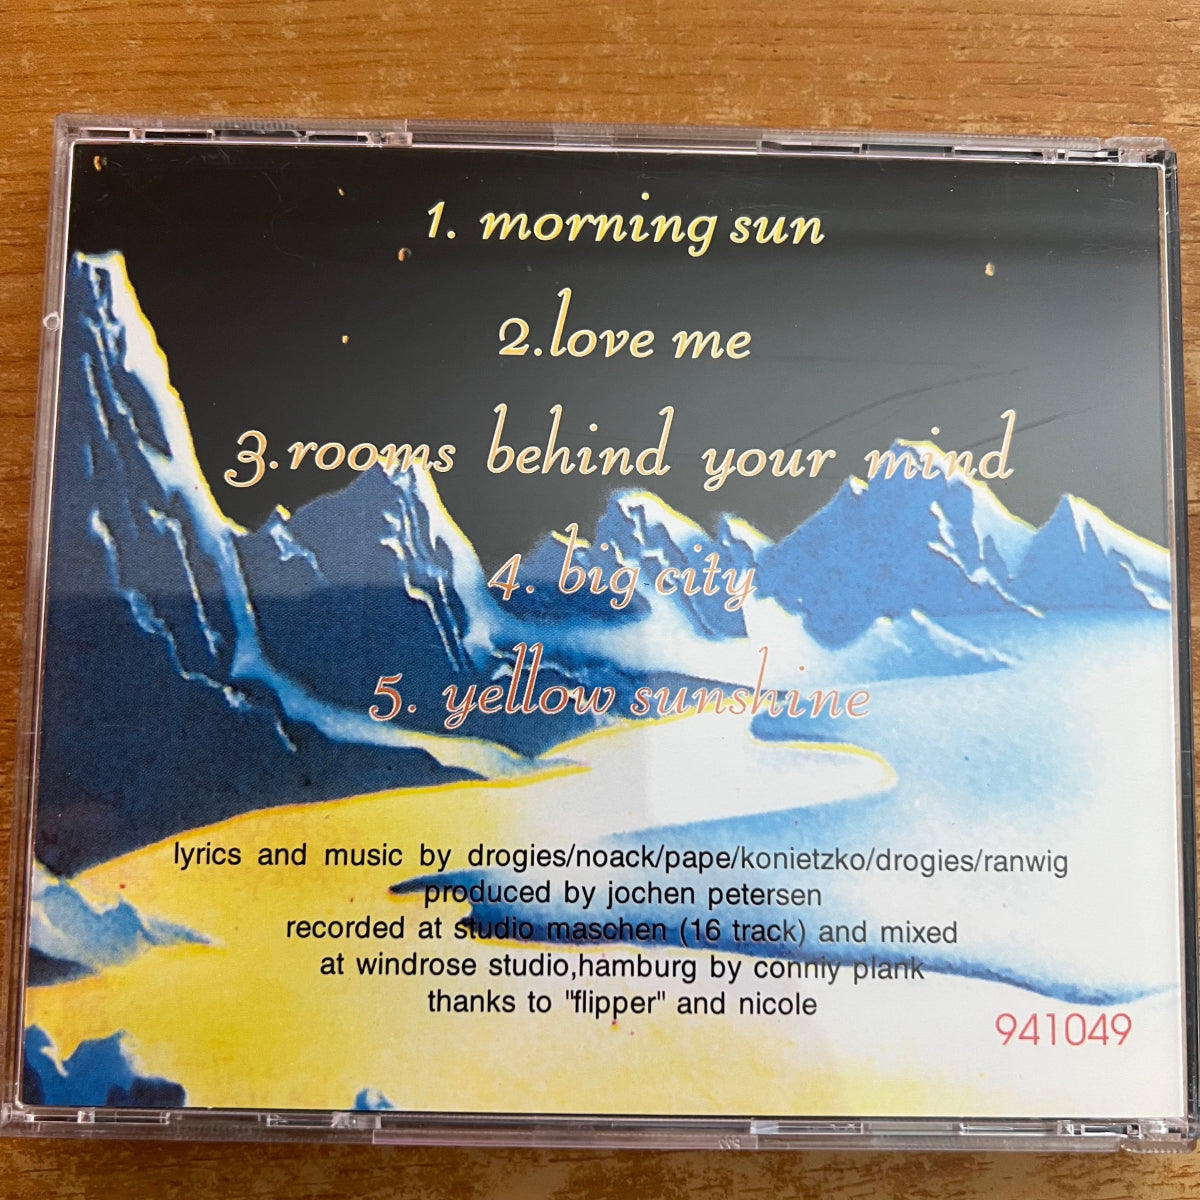 1. morning sun
2.love me
3.rooms behind your mind
4. big city
5. yellow sunshine
lyrics and music by drogies/noack/pape/konietzko/drogies/ranwig
produced by jochen petersen
recorded at studio maschen (16 track) and mixed
at windrose studio,hamburg by conniy plank
thanks to "flipper" and nicole
941049